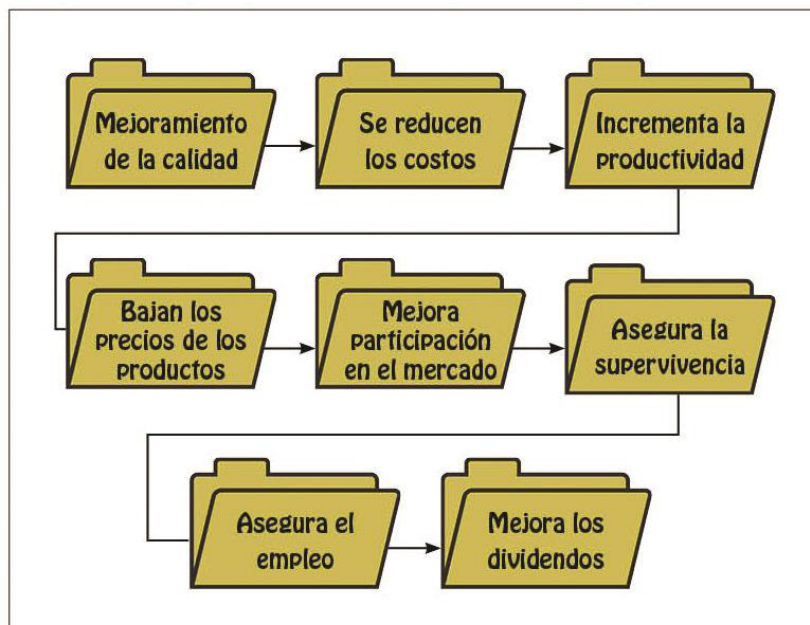 Mejoramiento
de la calidad
Se reducen
los costos
Incrementa la
productividad
Bajan los
precios de los
productos
Mejora
participación
en el mercado
Asegura la
supervivencia
Asegura el
empleo
Mejora los
dividendos